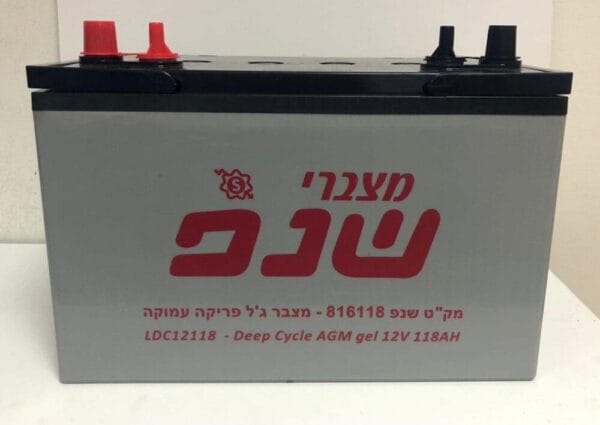 מצברי
שנפ
מק"ט שנפ 816118 - מצבר ג'ל פריקה עמוקה
LDC12118 - Deep Cycle AGM gel 12V 118AH